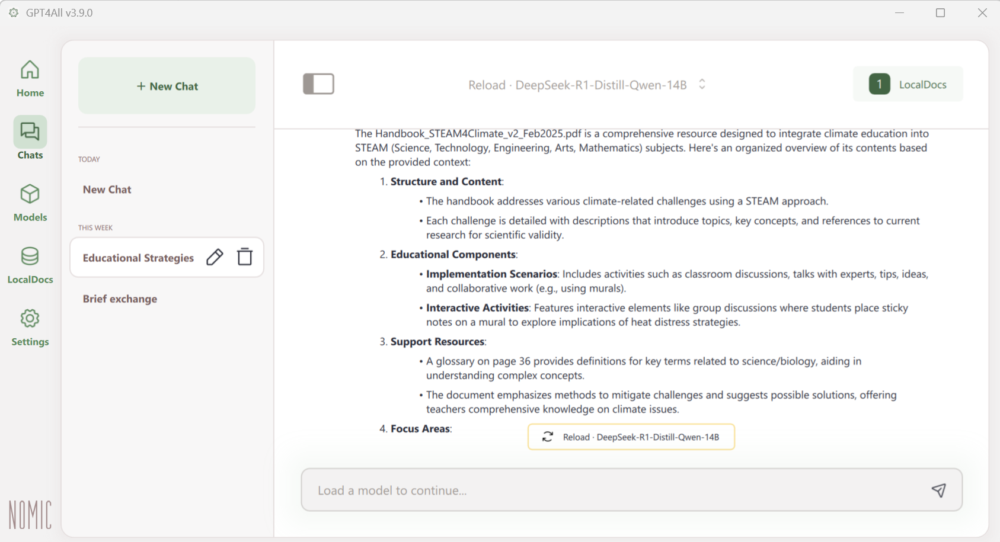 GPT4All v3.9.0
Home
Chats
Models
LocalDocs
Settings
NOMIC
+ New Chat
TODAY
New Chat
THIS WEEK
Educational Strategies
Brief exchange
Reload · DeepSeek-R1-Distill-Qwen-14B
1 LocalDocs
The Handbook_STEAM4Climate_v2_Feb2025.pdf is a comprehensive resource designed to integrate climate education into
STEAM (Science, Technology, Engineering, Arts, Mathematics) subjects. Here's an organized overview of its contents based
on the provided context:
1. Structure and Content:
• The handbook addresses various climate-related challenges using a STEAM approach.
• Each challenge is detailed with descriptions that introduce topics, key concepts, and references to current
research for scientific validity.
2. Educational Components:
• Implementation Scenarios: Includes activities such as classroom discussions, talks with experts, tips, ideas,
and collaborative work (e.g., using murals).
• Interactive Activities: Features interactive elements like group discussions where students place sticky
notes on a mural to explore implications of heat distress strategies.
3. Support Resources:
• A glossary on page 36 provides definitions for key terms related to science/biology, aiding in
understanding complex concepts.
• The document emphasizes methods to mitigate challenges and suggests possible solutions, offering
teachers comprehensive knowledge on climate issues.
4. Focus Areas:
Reload · DeepSeek-R1-Distill-Qwen-14B
Load a model to continue...